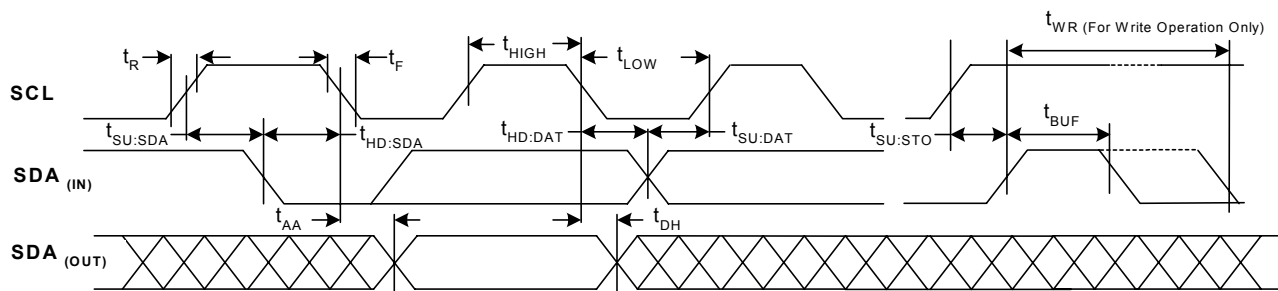 tWR (For Write Operation Only)
tR
tF
tHIGH
tLOW
SCL
tSU:SDA
tHD:SDA
tHD:DAT
tSU:DAT
tSU:STO
tBUF
SDA (IN)
tAA
tDH
SDA (OUT)